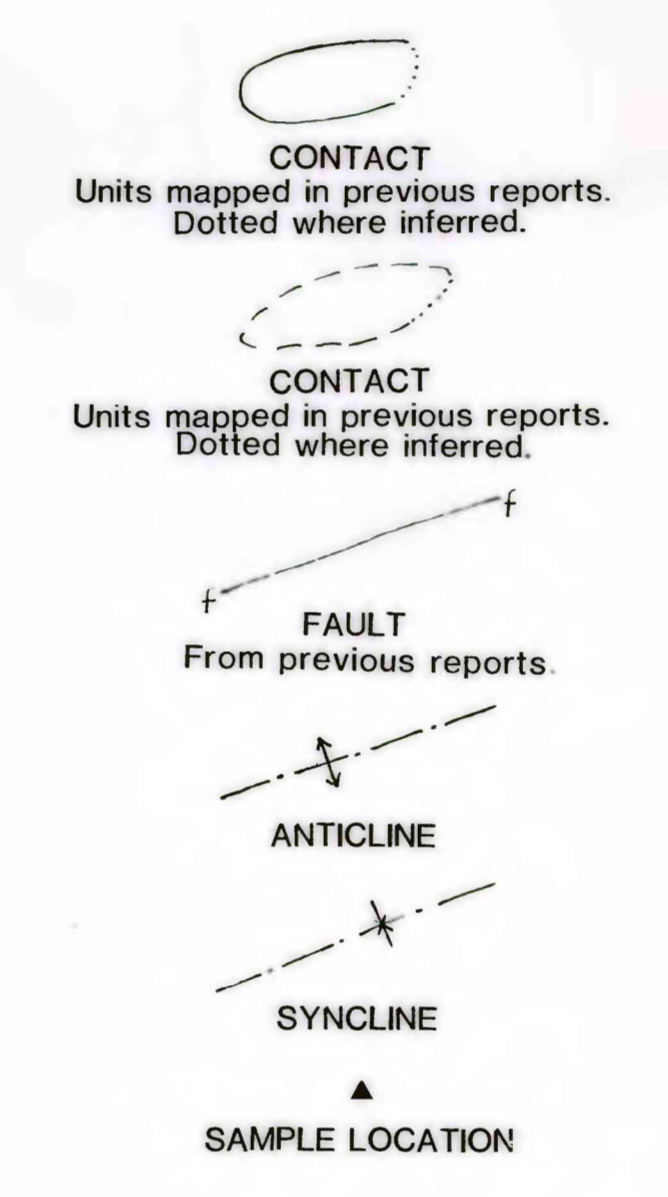 CONTACT
Units mapped in previous reports.
Dotted where inferred.
CONTACT
Units mapped in previous reports.
Dotted where inferred.
f
f
FAULT
From previous reports.
ANTICLINE
SYNCLINE
SAMPLE LOCATION